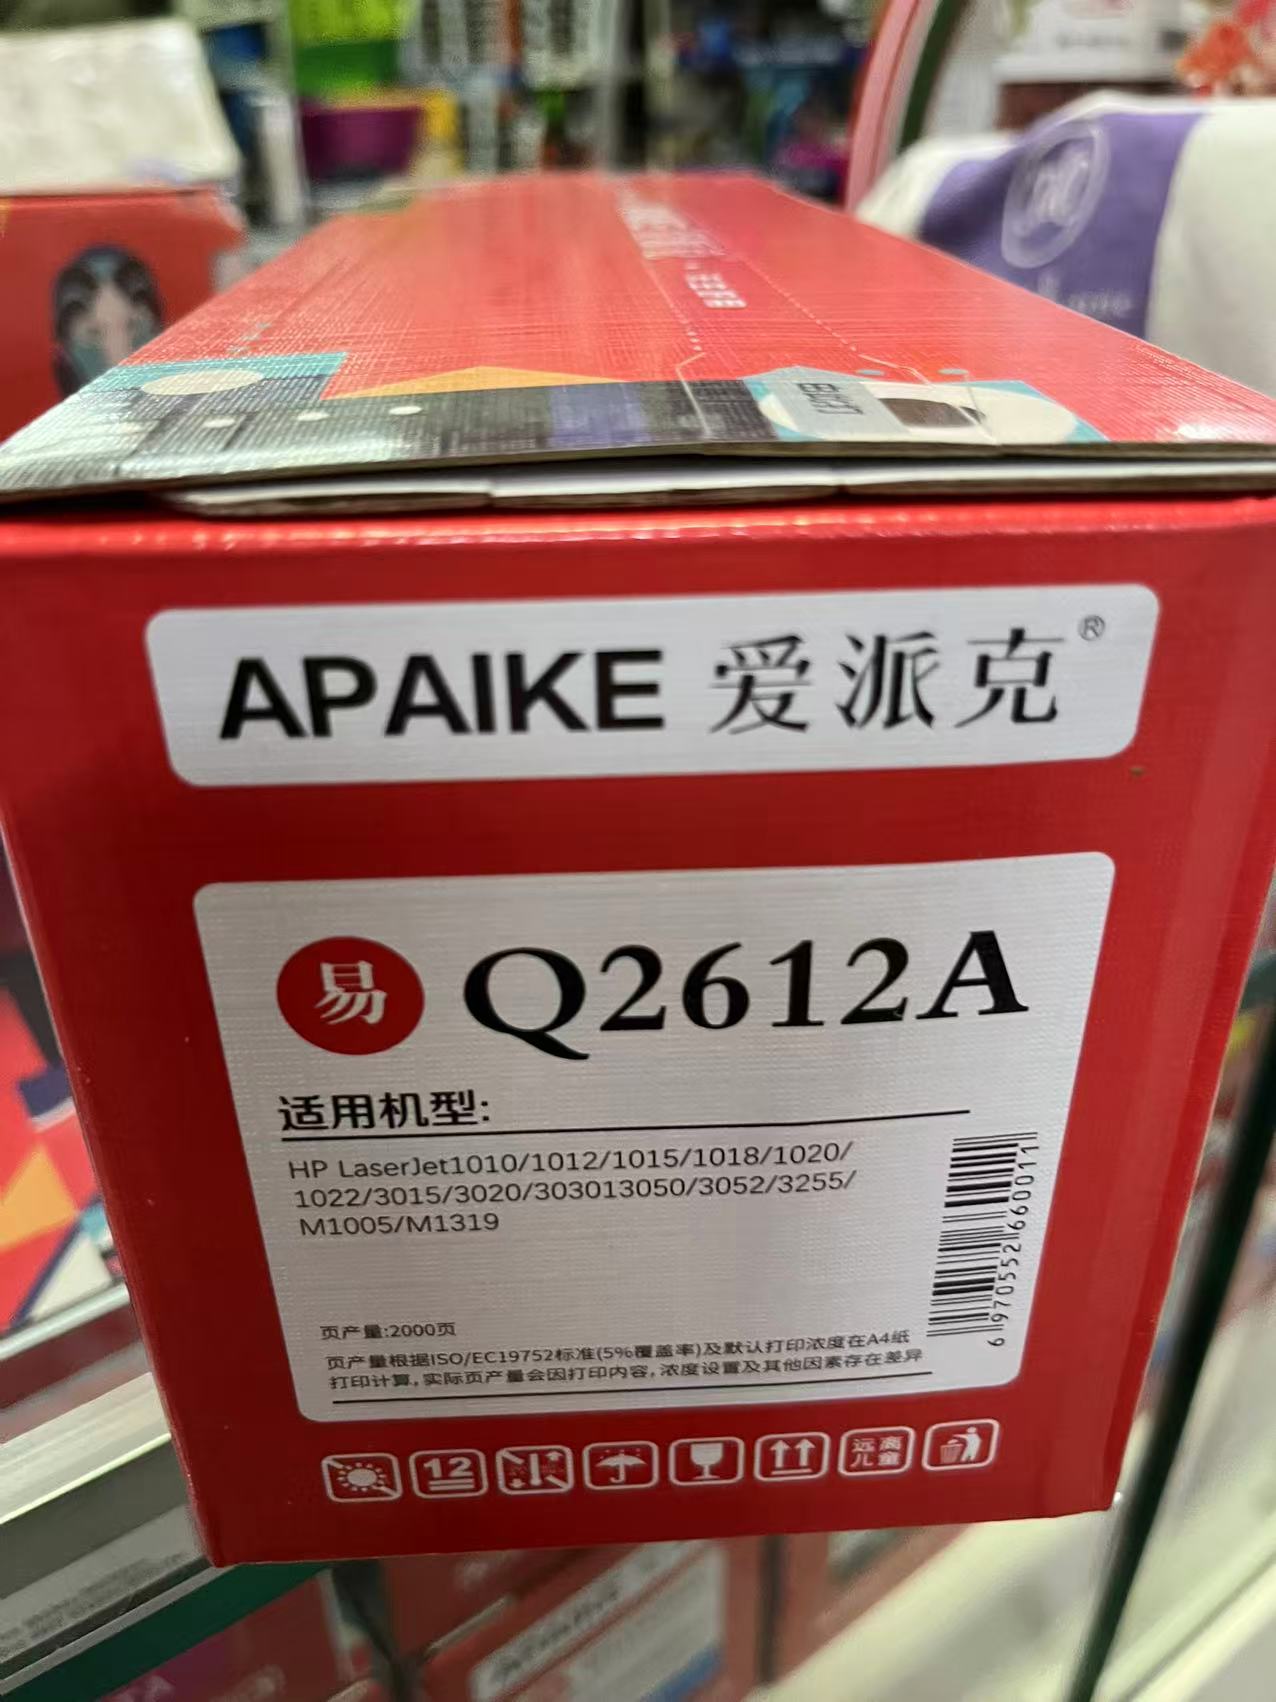 APAIKE 爱派克®
易 Q2612A
适用机型:
HP LaserJet1010/1012/1015/1018/1020/
1022/3015/3020/303013050/3052/3255/
M1005/M1319
页产量:2000页
页产量根据ISO/EC19752标准(5%覆盖率)及默认打印浓度在A4纸
打印计算,实际页产量会因打印内容,浓度设置及其他因素存在差异
6970552660011
12
远离
儿童